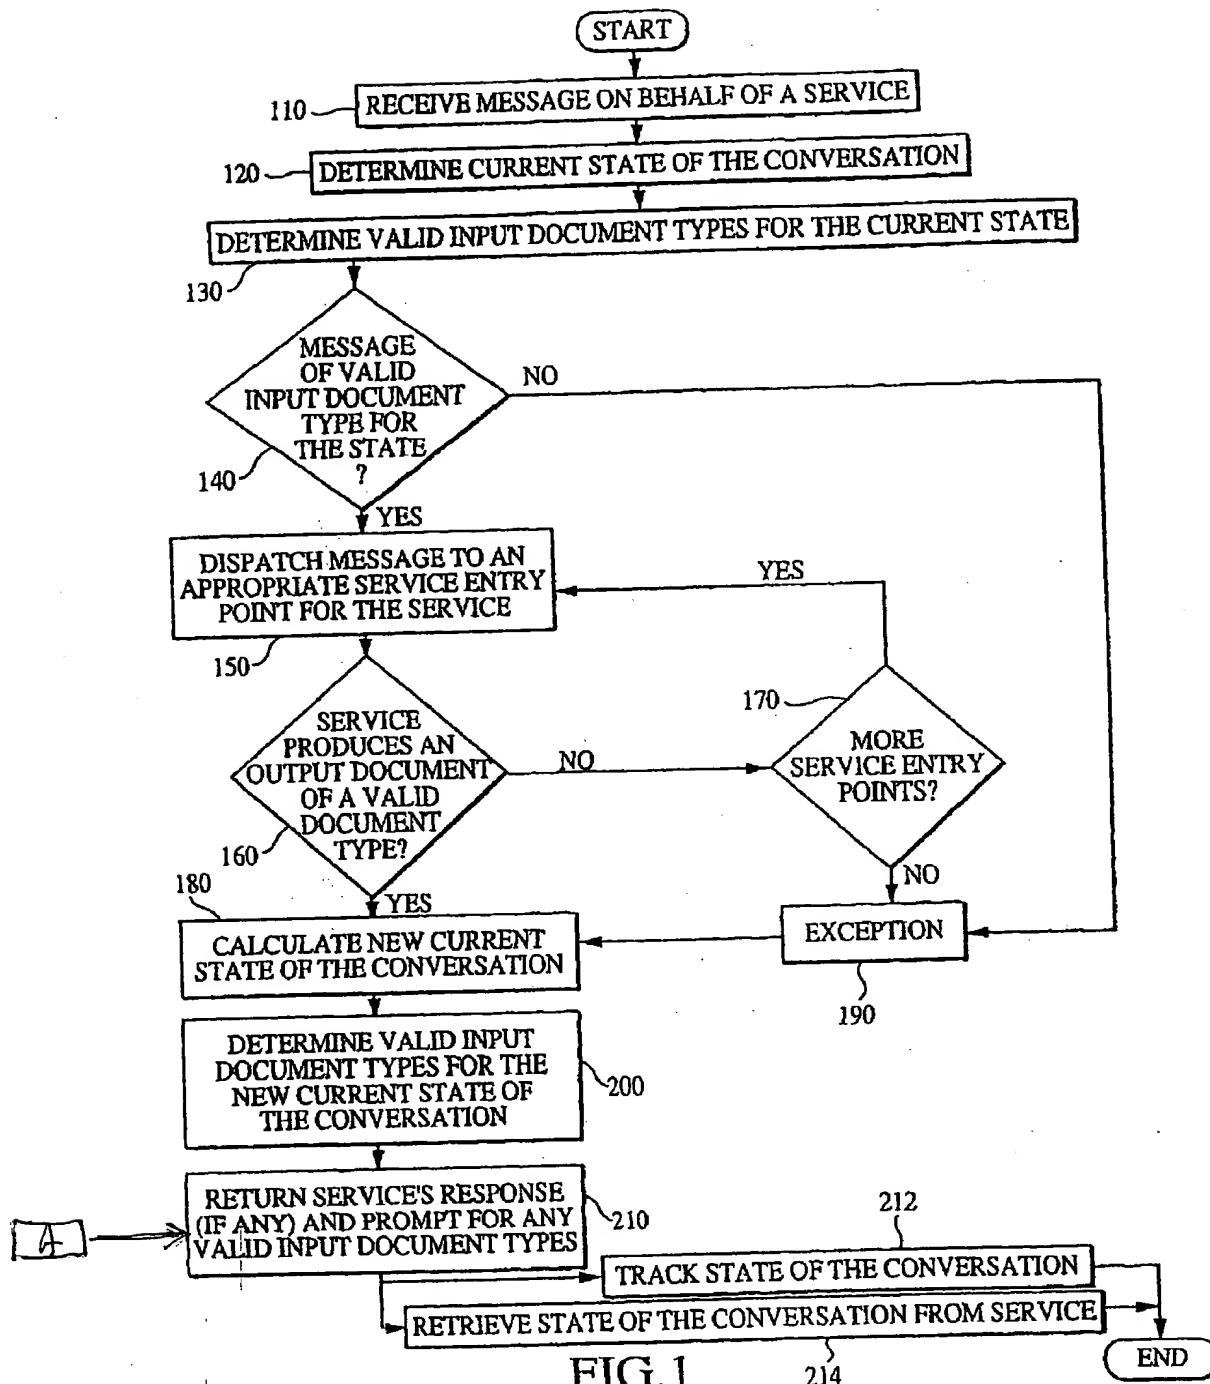 START
RECEIVE MESSAGE ON BEHALF OF A SERVICE
110
DETERMINE CURRENT STATE OF THE CONVERSATION
120
DETERMINE VALID INPUT DOCUMENT TYPES FOR THE CURRENT STATE
130
MESSAGE
OF VALID
INPUT DOCUMENT
TYPE FOR
THE STATE
?
NO
140
YES
DISPATCH MESSAGE TO AN
APPROPRIATE SERVICE ENTRY
POINT FOR THE SERVICE
YES
150
SERVICE
PRODUCES AN
OUTPUT DOCUMENT
OF A VALID
DOCUMENT
TYPE?
NO
170
MORE
SERVICE ENTRY
POINTS?
160
180
YES
NO
CALCULATE NEW CURRENT
STATE OF THE CONVERSATION
EXCEPTION
190
DETERMINE VALID INPUT
DOCUMENT TYPES FOR THE
NEW CURRENT STATE OF
THE CONVERSATION
200
RETURN SERVICE'S RESPONSE
(IF ANY) AND PROMPT FOR ANY
VALID INPUT DOCUMENT TYPES
210
212
TRACK STATE OF THE CONVERSATION
RETRIEVE STATE OF THE CONVERSATION FROM SERVICE
214
END
FIG. 1